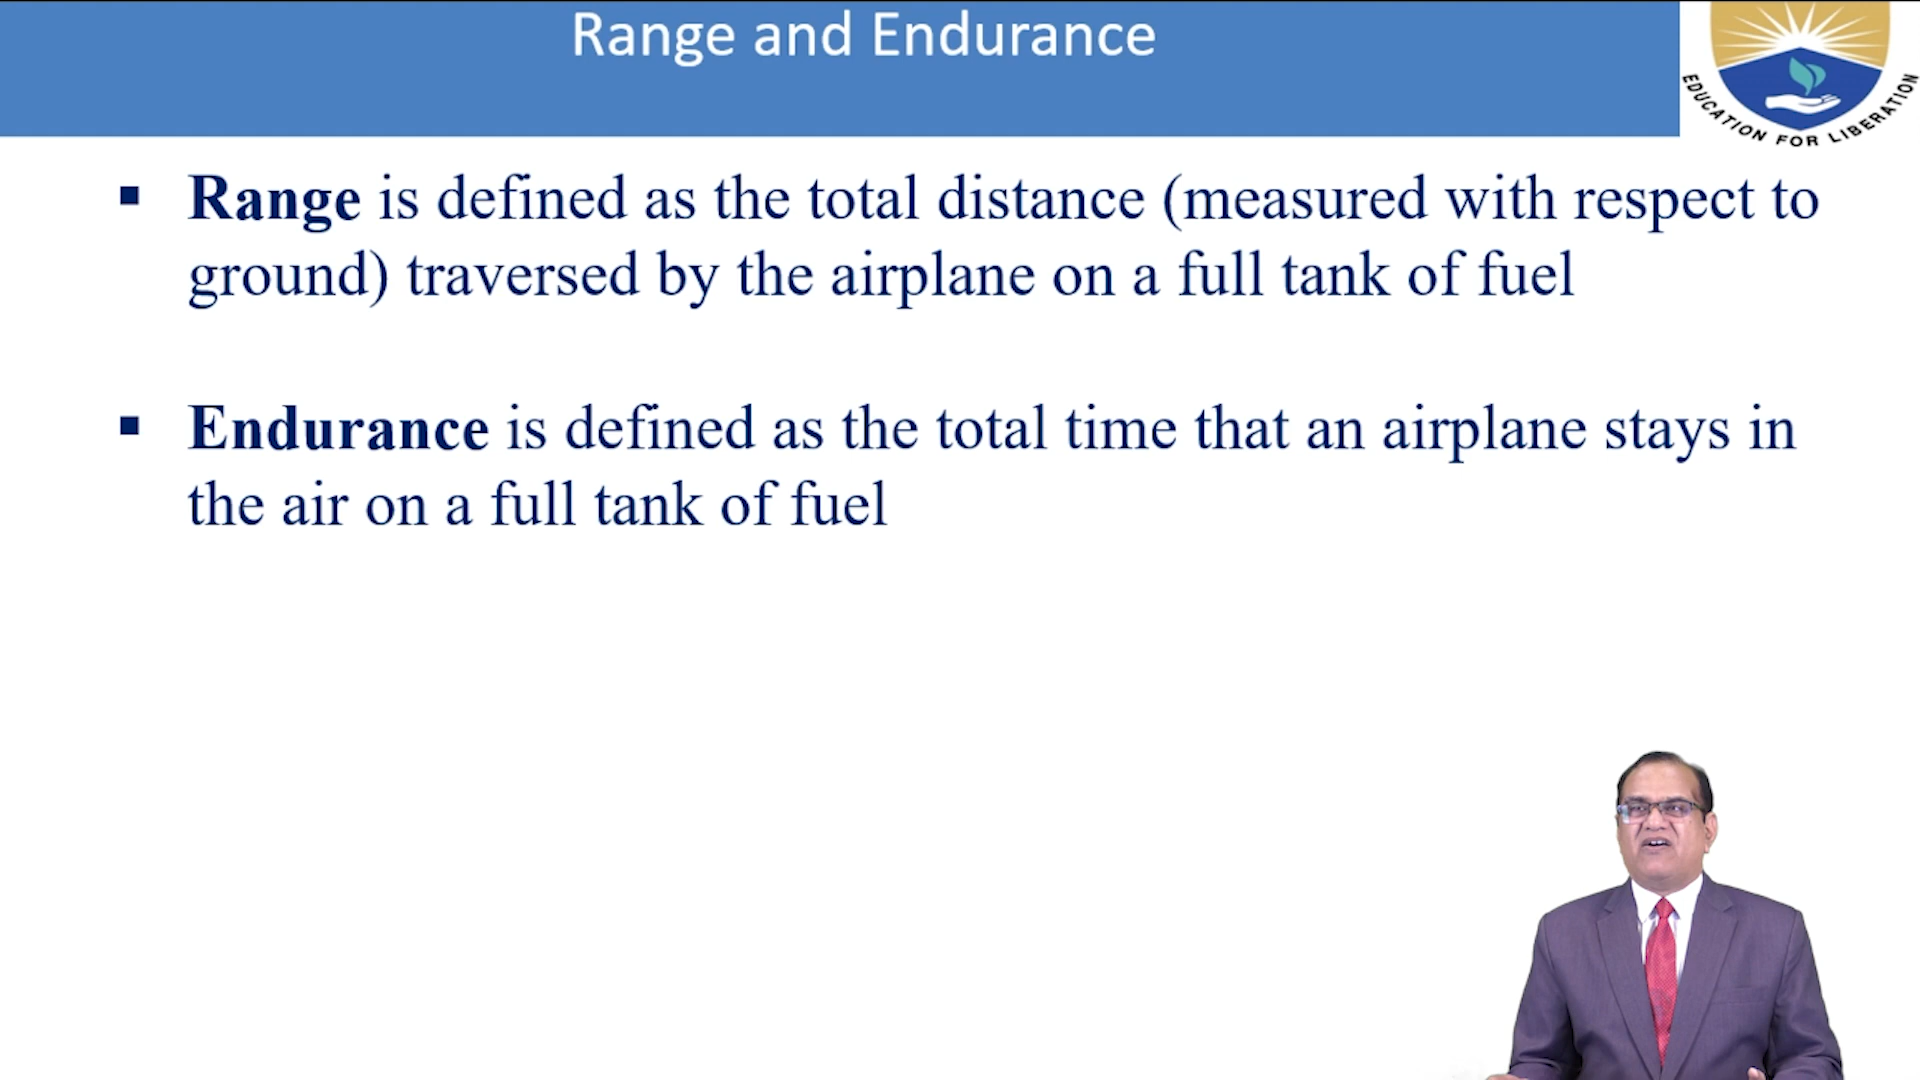 Range and Endurance
EDUCATION FOR LIBERATION
▪ Range is defined as the total distance (measured with respect to
ground) traversed by the airplane on a full tank of fuel
▪ Endurance is defined as the total time that an airplane stays in
the air on a full tank of fuel